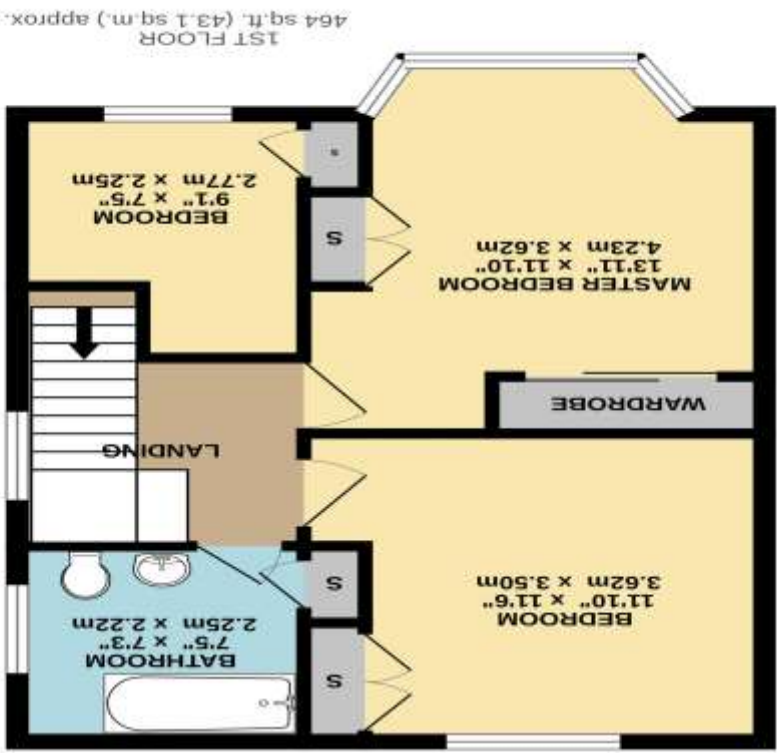 BEDROOM
11'10" x 11'6"
3.62m x 3.50m
S
S
BATHROOM
7'5" x 7'3"
2.25m x 2.22m
WARDROBE
LANDING
MASTER BEDROOM
13'11" x 11'10"
4.23m x 3.62m
S
s
BEDROOM
9'1" x 7'5"
2.77m x 2.25m
1ST FLOOR
464 sq.ft. (43.1 sq.m.) approx.